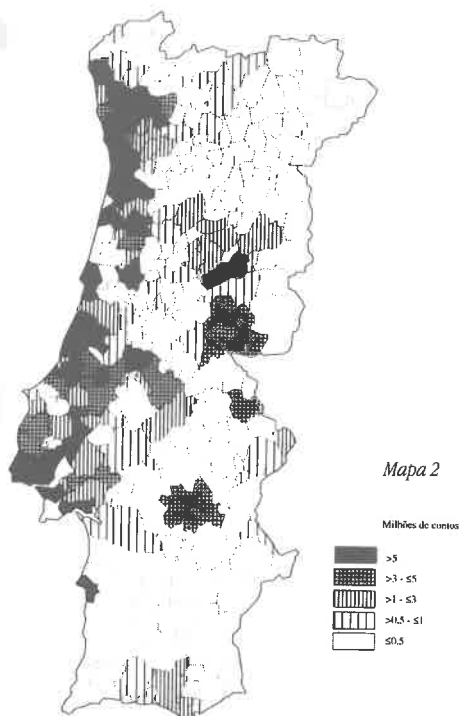 Mapa 2
Milhões de contos
>5
>3 - ≤5
>1 - ≤3
>0,5 - ≤1
≤0,5